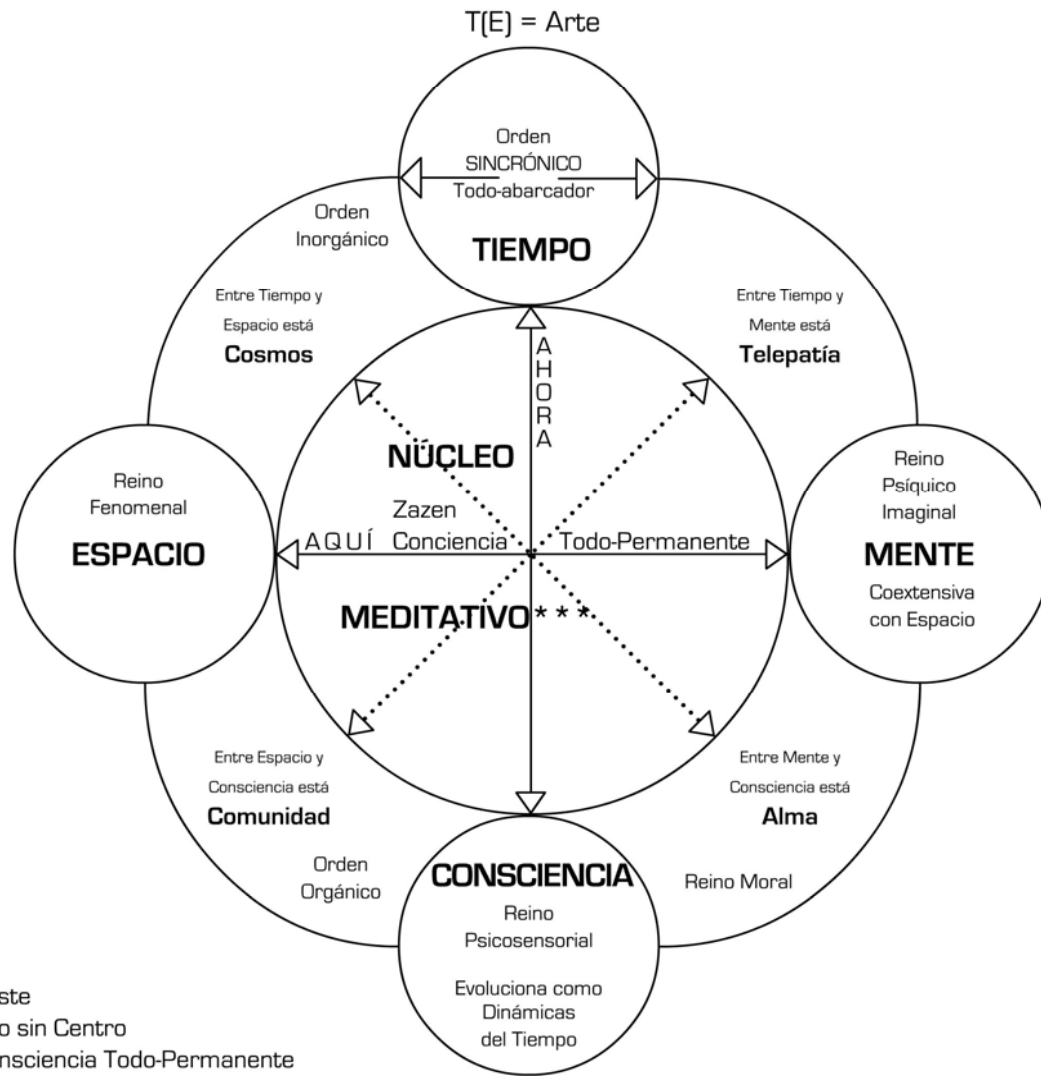 T(E) = Arte
Orden
SINCRÓNICO
Todo-abarcador
TIEMPO
Orden
Inorgánico
Entre Tiempo y
Espacio está
Cosmos
Entre Tiempo y
Mente está
Telepatía
AHORA
NÚCLEO
Zazen
AQUÍ Conciencia Todo-Permanente
MEDITATIVO * * *
Reino
Fenomenal
ESPACIO
Reino
Psíquico
Imaginal
MENTE
Coextensiva
con Espacio
Entre Espacio y
Consciencia está
Comunidad
Orden
Orgánico
Entre Mente y
Consciencia está
Alma
Reino Moral
CONSCIENCIA
Reino
Psicosensorial
Evoluciona como
Dinámicas
del Tiempo
sin Centro
Todo-Permanente